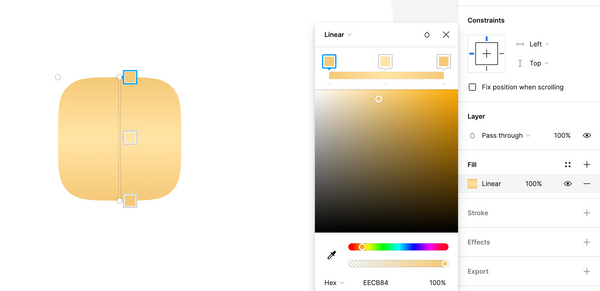 Linear
Hex
EECB84
100%
Constraints
Left
Top
Fix position when scrolling
Layer
Pass through
100%
Fill
Linear
100%
Stroke
Effects
Export